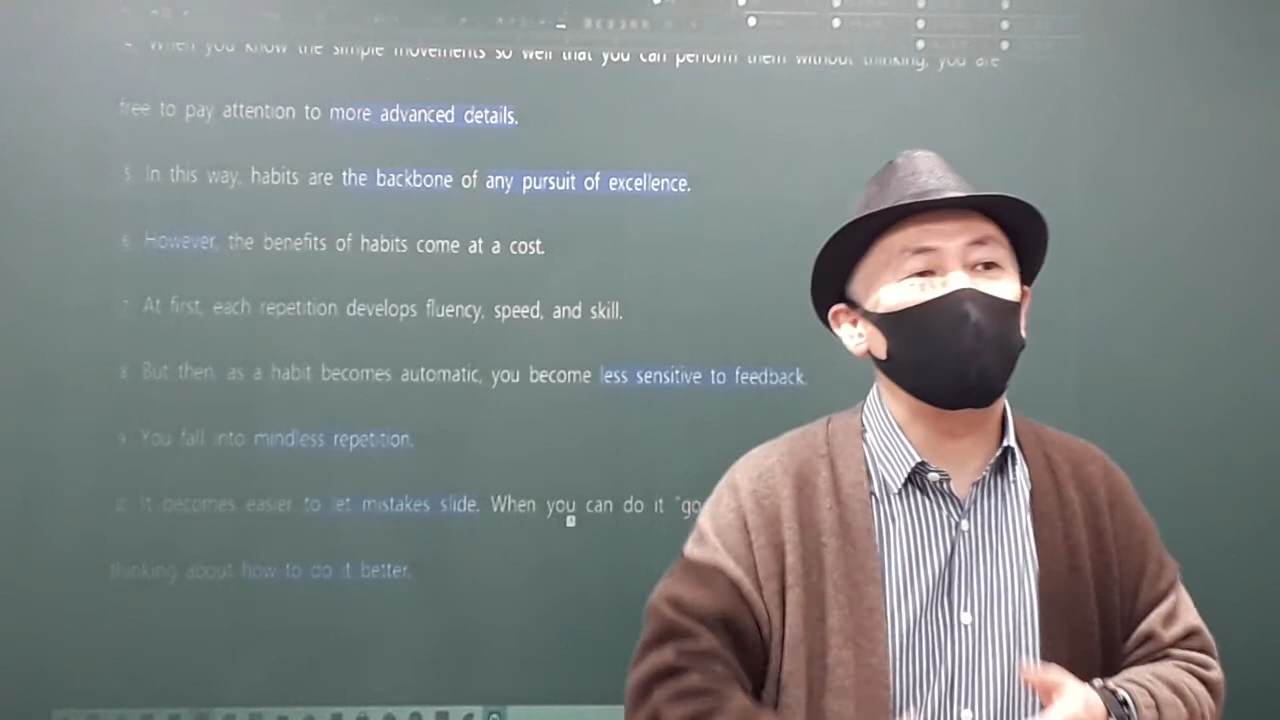 4. When you know the simple movements so well that you can perform them without thinking, you are
free to pay attention to more advanced details.
5. In this way, habits are the backbone of any pursuit of excellence.
6. However, the benefits of habits come at a cost.
7. At first, each repetition develops fluency, speed, and skill.
8. But then, as a habit becomes automatic, you become less sensitive to feedback.
9. You fall into mindless repetition.
10. It becomes easier to let mistakes slide. When you can do it "go
thinking about how to do it better.